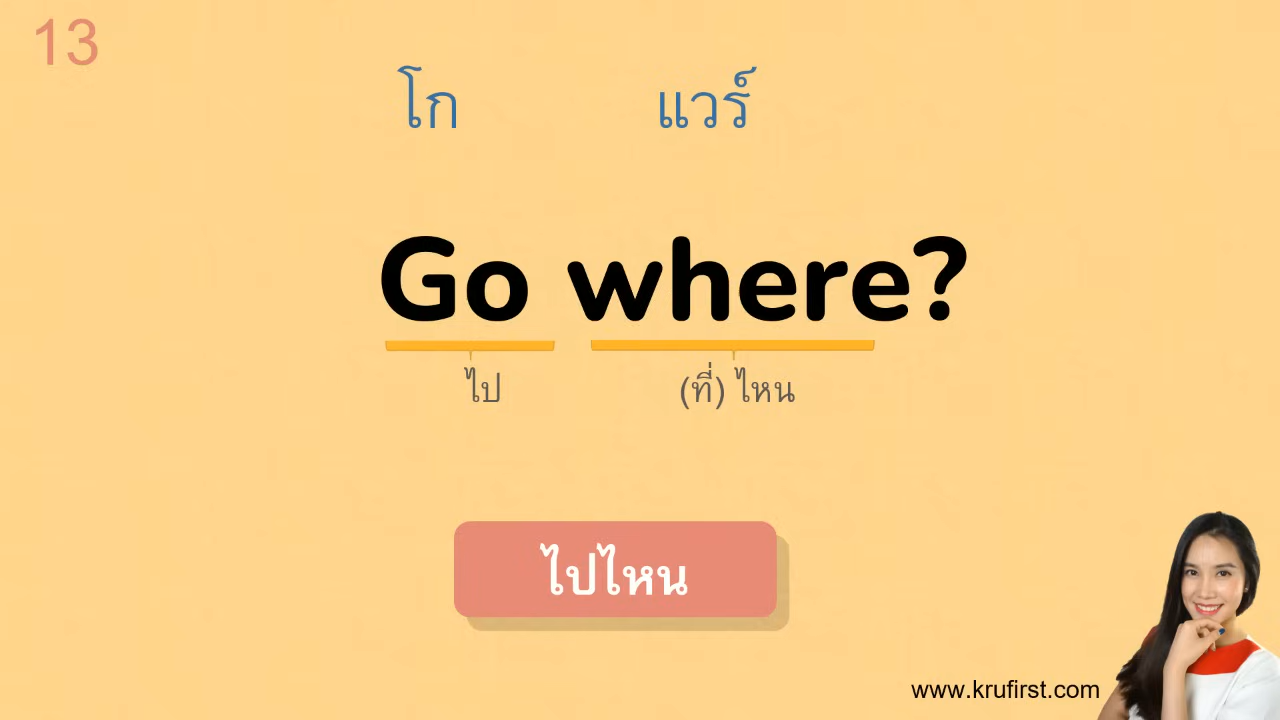 13
โก แวร์
Go where?
ไป (ที่) ไหน
ไปไหน
www.krufirst.com